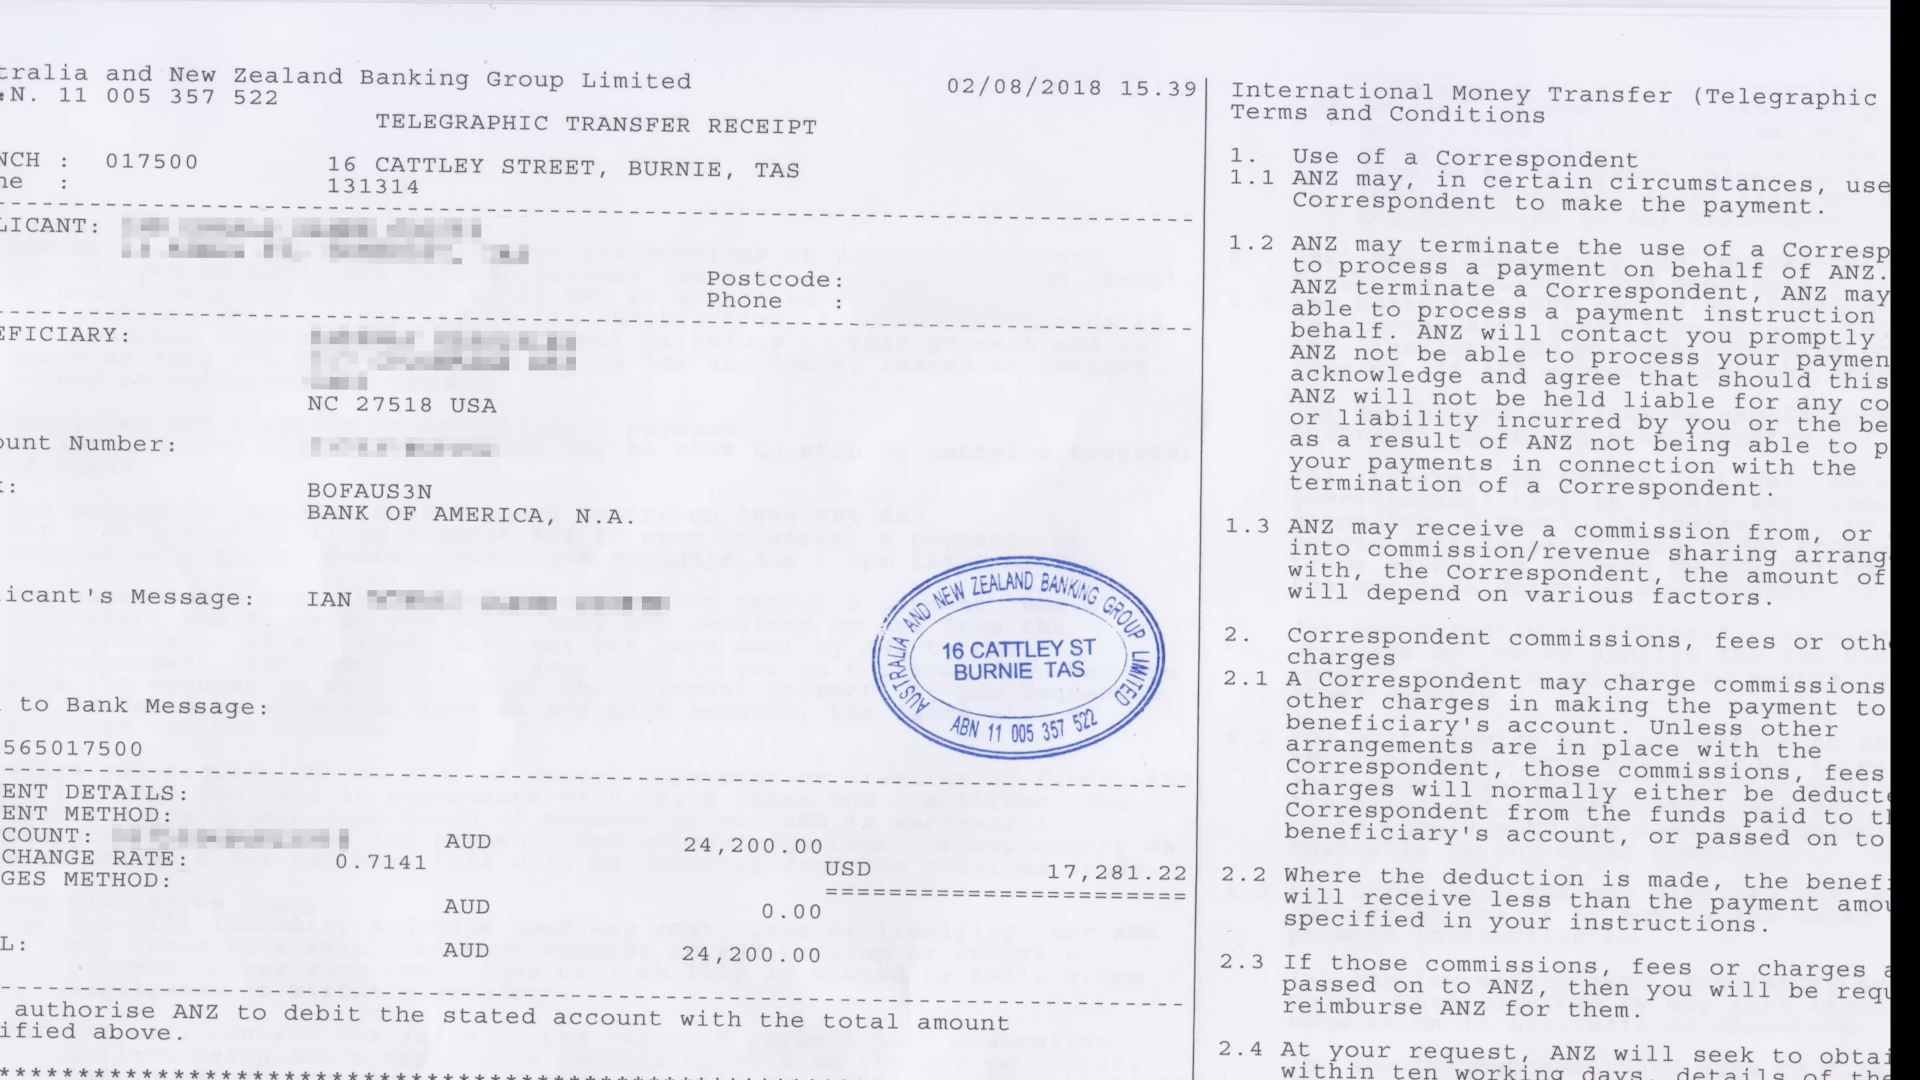 tralia and New Zealand Banking Group Limited
.N. 11 005 357 522
02/08/2018 15.39
TELEGRAPHIC TRANSFER RECEIPT
NCH : 017500
16 CATTLEY STREET, BURNIE, TAS
ne :
131314
LICANT:
Postcode:
Phone :
EFICIARY:
NC 27518 USA
ount Number:
:
BOFAUS3N
BANK OF AMERICA, N.A.
icant's Message: IAN
to Bank Message:
565017500
ENT DETAILS:
ENT METHOD:
COUNT: AUD 24,200.00
CHANGE RATE: 0.7141 USD 17,281.22
GES METHOD:
AUD 0.00
L: AUD 24,200.00
authorise ANZ to debit the stated account with the total amount
ified above.
AUSTRALIA AND NEW ZEALAND BANKING GROUP LIMITED
16 CATTLEY ST
BURNIE TAS
ABN 11 005 357 522
International Money Transfer (Telegraphic
Terms and Conditions
1. Use of a Correspondent
1.1 ANZ may, in certain circumstances, use
Correspondent to make the payment.
1.2 ANZ may terminate the use of a Corresp
to process a payment on behalf of ANZ.
ANZ terminate a Correspondent, ANZ may
able to process a payment instruction
behalf. ANZ will contact you promptly
ANZ not be able to process your paymen
acknowledge and agree that should this
ANZ will not be held liable for any co
or liability incurred by you or the be
as a result of ANZ not being able to p
your payments in connection with the
termination of a Correspondent.
1.3 ANZ may receive a commission from, or
into commission/revenue sharing arrang
with, the Correspondent, the amount of
will depend on various factors.
2. Correspondent commissions, fees or othe
charges
2.1 A Correspondent may charge commissions
other charges in making the payment to
beneficiary's account. Unless other
arrangements are in place with the
Correspondent, those commissions, fees
charges will normally either be deducte
Correspondent from the funds paid to th
beneficiary's account, or passed on to
2.2 Where the deduction is made, the benefi
will receive less than the payment amou
specified in your instructions.
2.3 If those commissions, fees or charges a
passed on to ANZ, then you will be requ
reimburse ANZ for them.
2.4 At your request, ANZ will seek to obtai
within ten working days, details of the